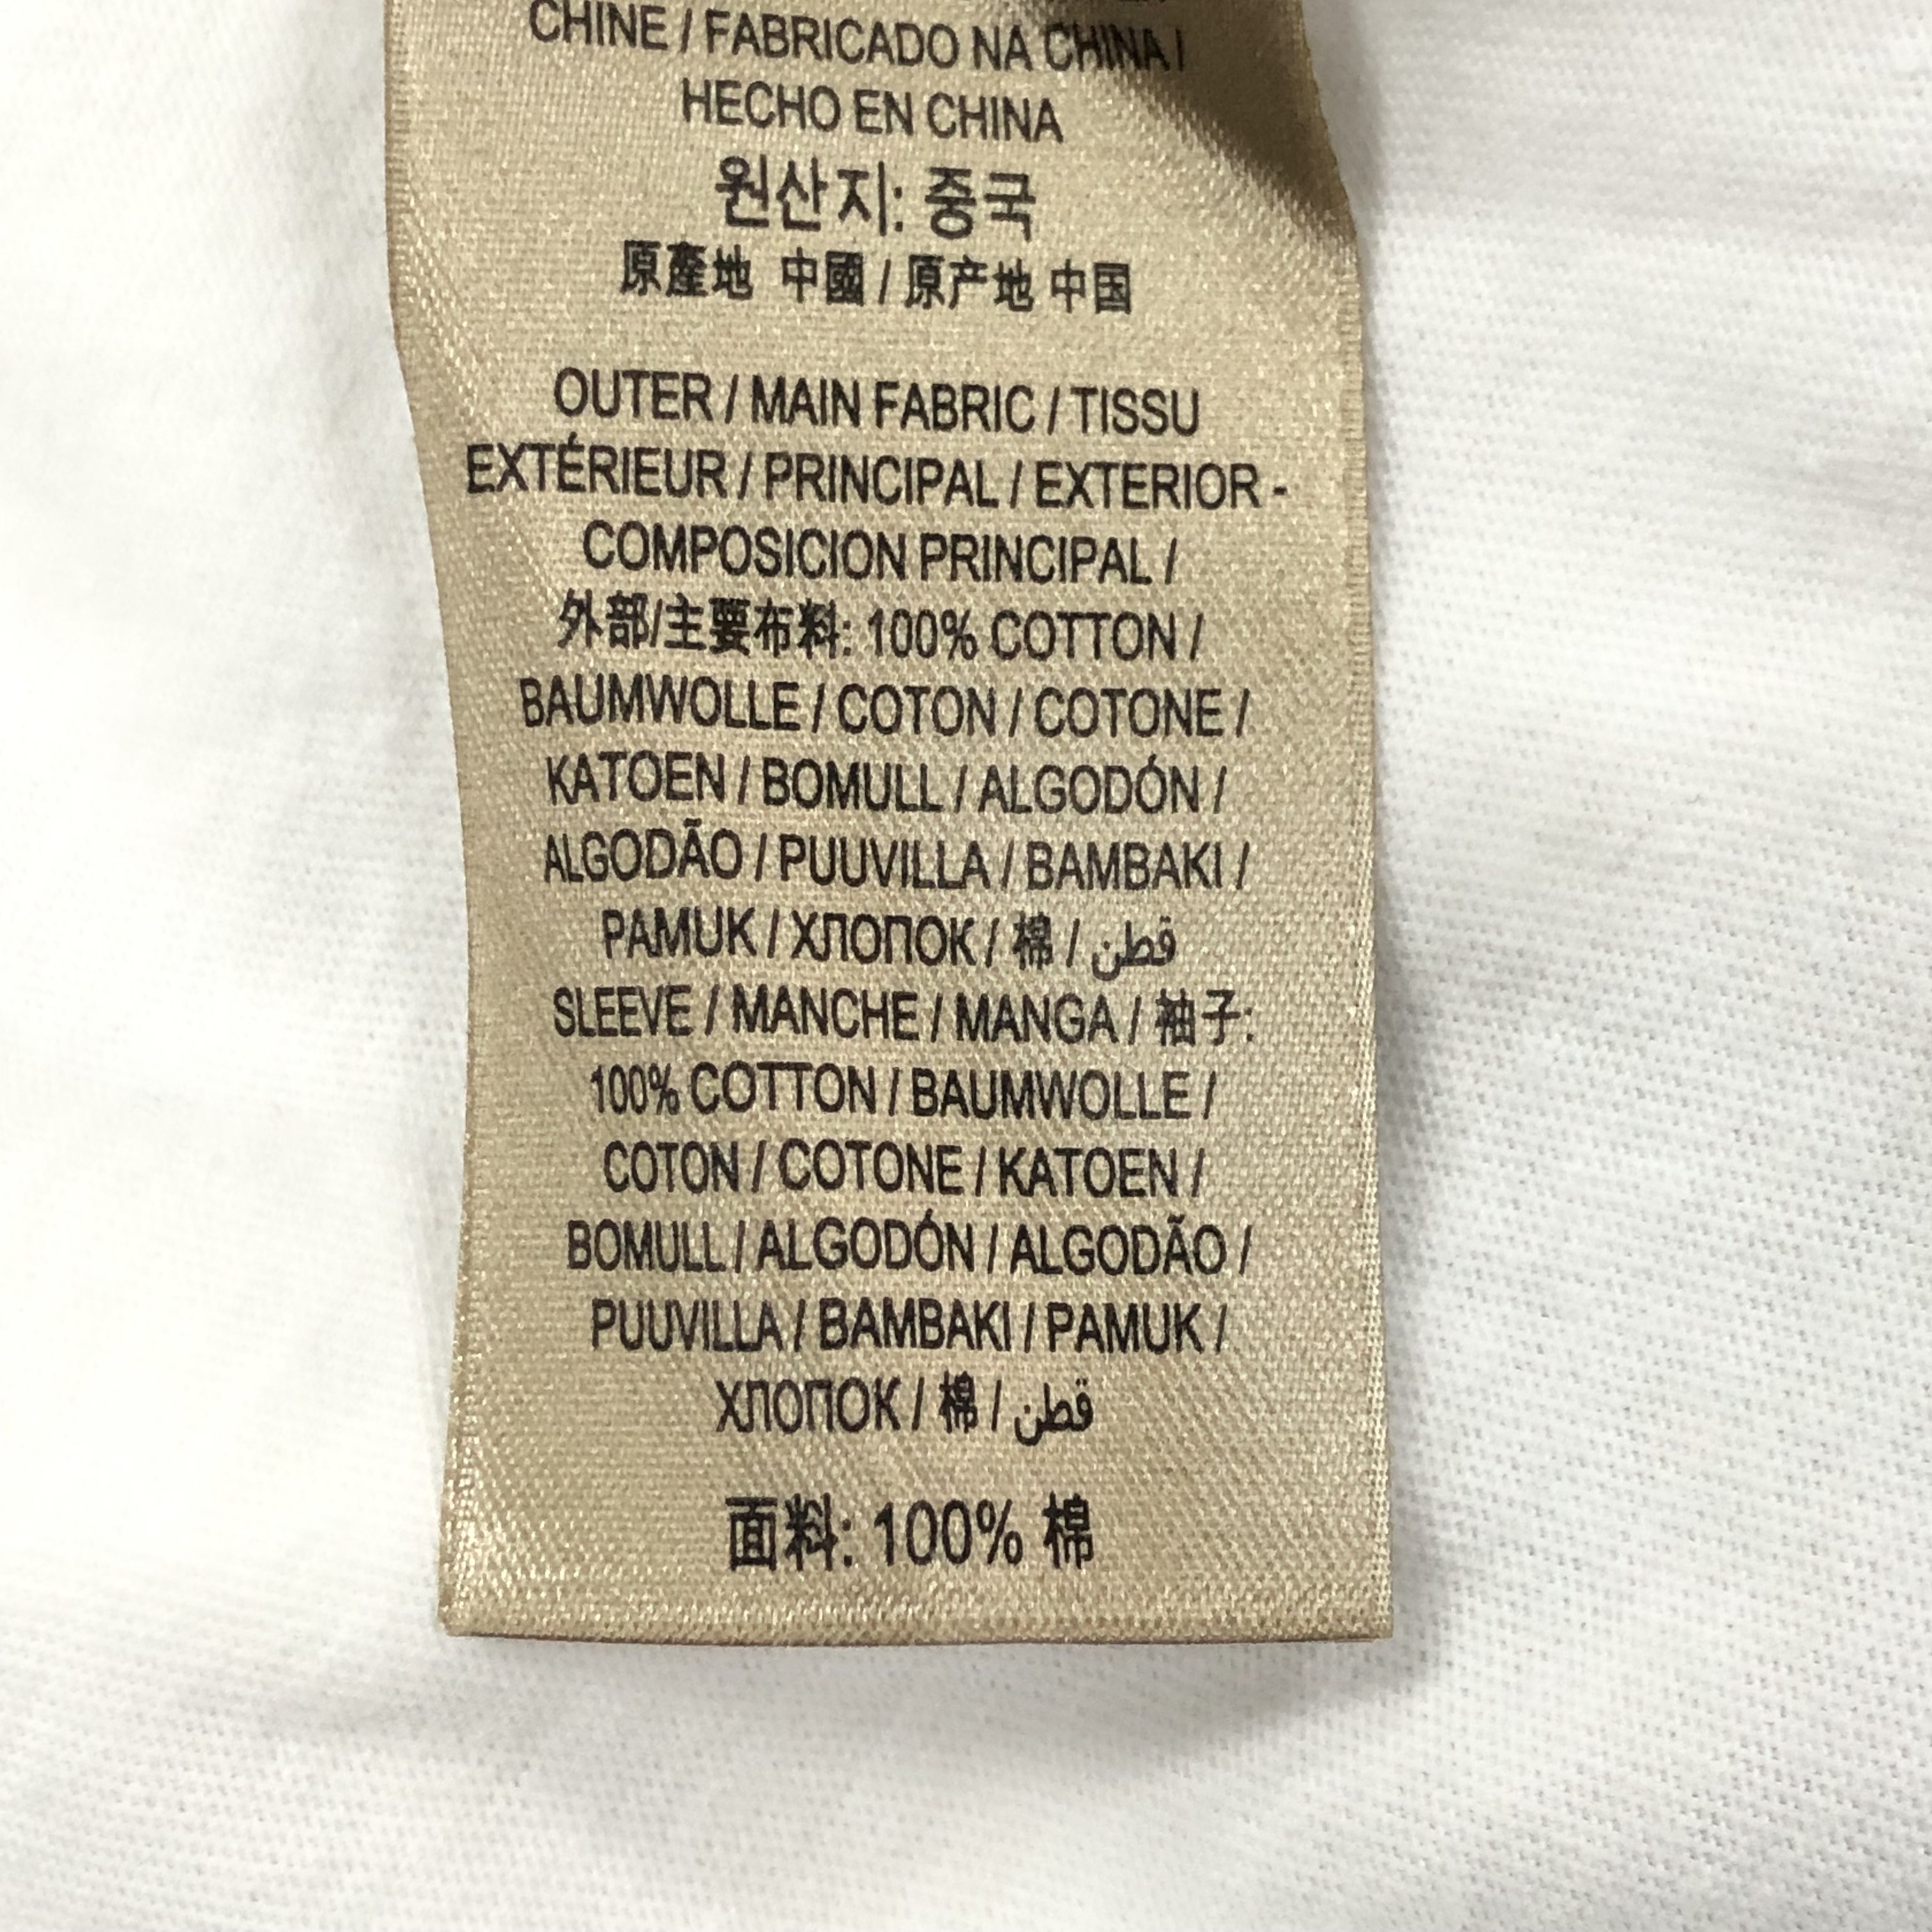 CHINE / FABRICADO NA CHINA /
HECHO EN CHINA
원산지: 중국
原產地 中國 / 原产地 中国
OUTER / MAIN FABRIC / TISSU
EXTÉRIEUR / PRINCIPAL / EXTERIOR -
COMPOSICION PRINCIPAL /
外部/主要布料: 100% COTTON /
BAUMWOLLE / COTON / COTONE /
KATOEN / BOMULL / ALGODÓN /
ALGODÃO / PUUVILLA / BAMBAKI /
PAMUK / ХЛОПОК / 棉 / قطن
SLEEVE / MANCHE / MANGA / 袖子:
100% COTTON / BAUMWOLLE /
COTON / COTONE / KATOEN /
BOMULL / ALGODÓN / ALGODÃO /
PUUVILLA / BAMBAKI / PAMUK /
ХЛОПОК / 棉 / قطن
面料: 100% 棉